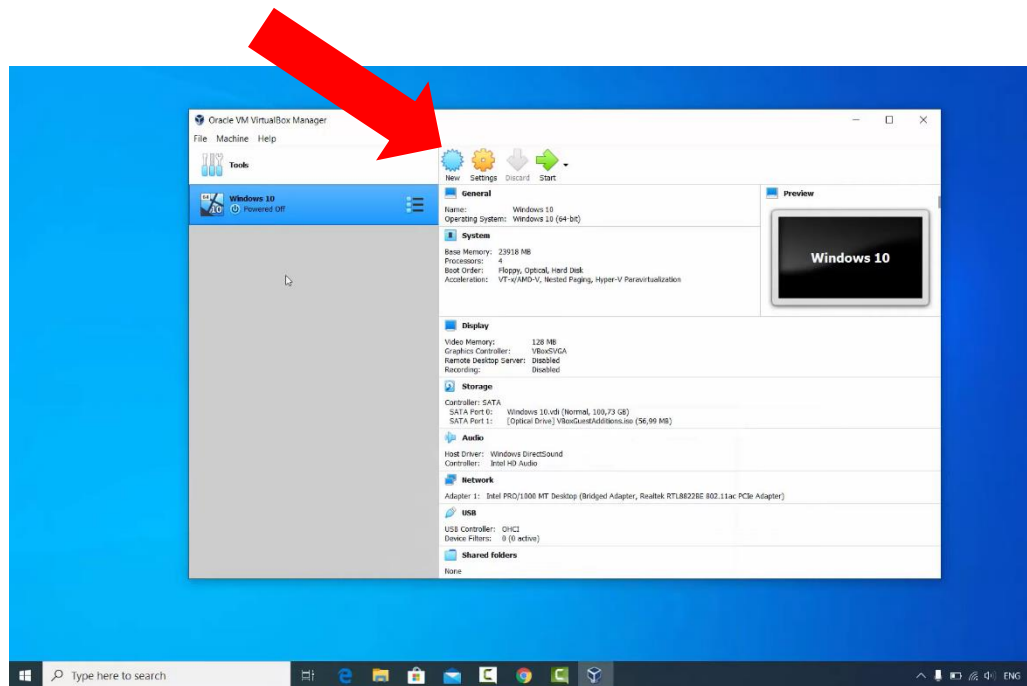 Oracle VM VirtualBox Manager
File Machine Help
Tools
New Settings Discard Start
64
10
Windows 10
Powered Off
General
Name: Windows 10
Operating System: Windows 10 (64-bit)
Preview
Windows 10
System
Base Memory: 23918 MB
Processors: 4
Boot Order: Floppy, Optical, Hard Disk
Acceleration: VT-x/AMD-V, Nested Paging, Hyper-V Paravirtualization
Display
Video Memory: 128 MB
Graphics Controller: VBoxSVGA
Remote Desktop Server: Disabled
Recording: Disabled
Storage
Controller: SATA
SATA Port 0: Windows 10.vdi (Normal, 100,73 GB)
SATA Port 1: [Optical Drive] VBoxGuestAdditions.iso (56,99 MB)
Audio
Host Driver: Windows DirectSound
Controller: Intel HD Audio
Network
Adapter 1: Intel PRO/1000 MT Desktop (Bridged Adapter, Realtek RTL8822BE 802.11ac PCIe Adapter)
USB
USB Controller: OHCI
Device Filters: 0 (0 active)
Shared folders
None
Type here to search
ENG